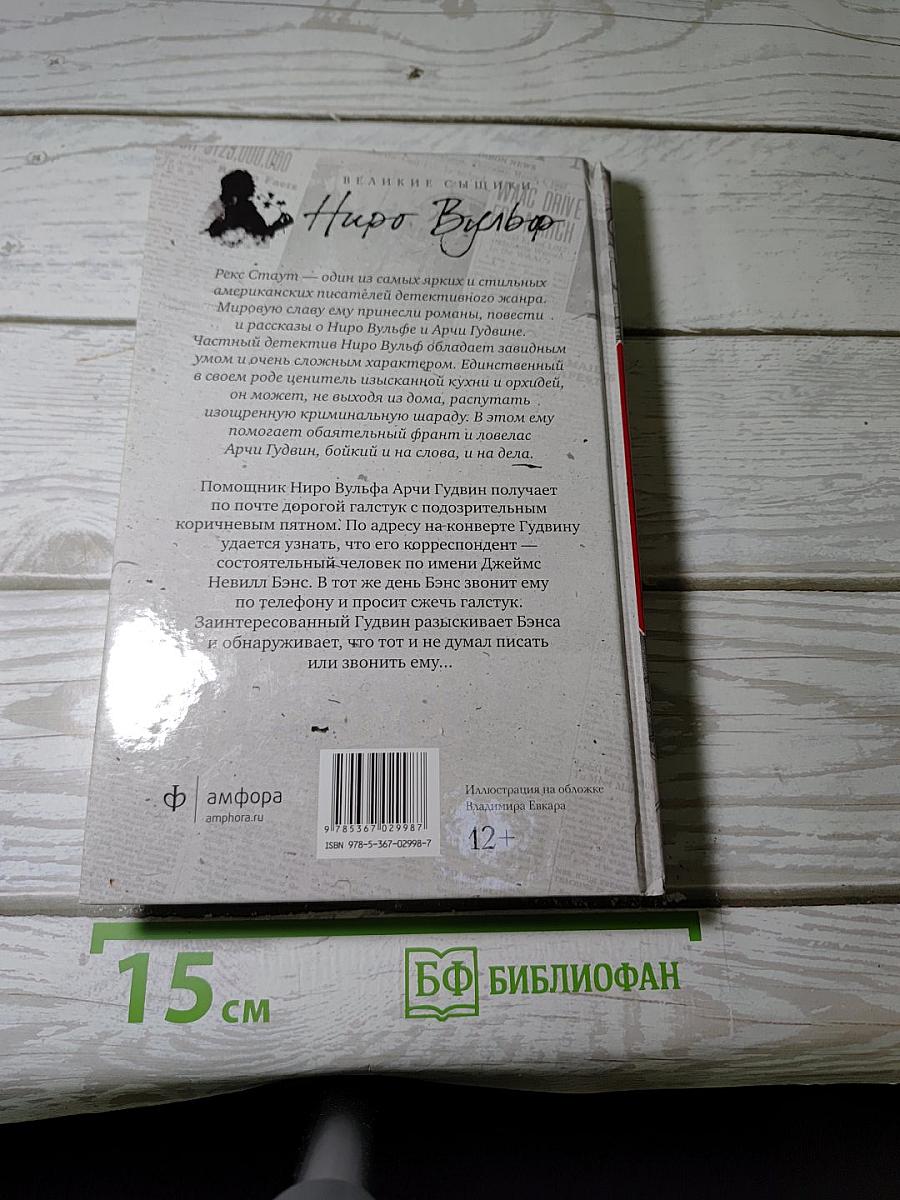 $125,000,000
ВЕЛИКИЕ СЫЩИКИ
Ниро Вульф
Рекс Стаут — один из самых ярких и стильных
американских писателей детективного жанра.
Мировую славу ему принесли романы, повести
и рассказы о Ниро Вульфе и Арчи Гудвине.
Частный детектив Ниро Вульф обладает завидным
умом и очень сложным характером. Единственный
в своем роде ценитель изысканной кухни и орхидей,
он может, не выходя из дома, распутать
изощренную криминальную шараду. В этом ему
помогает обаятельный франт и ловелас
Арчи Гудвин, бойкий и на слова, и на дела.
Помощник Ниро Вульфа Арчи Гудвин получает
по почте дорогой галстук с подозрительным
коричневым пятном. По адресу на конверте Гудвину
удается узнать, что его корреспондент —
состоятельный человек по имени Джеймс
Невилл Бэнс. В тот же день Бэнс звонит ему
по телефону и просит сжечь галстук.
Заинтересованный Гудвин разыскивает Бэнса
и обнаруживает, что тот и не думал писать
или звонить ему...
ф
амфора
amphora.ru
9 785367 029987
ISBN 978-5-367-02998-7
Иллюстрация на обложке
Владимира Евкара
12+
15 см
БФ БИБЛИОФАН